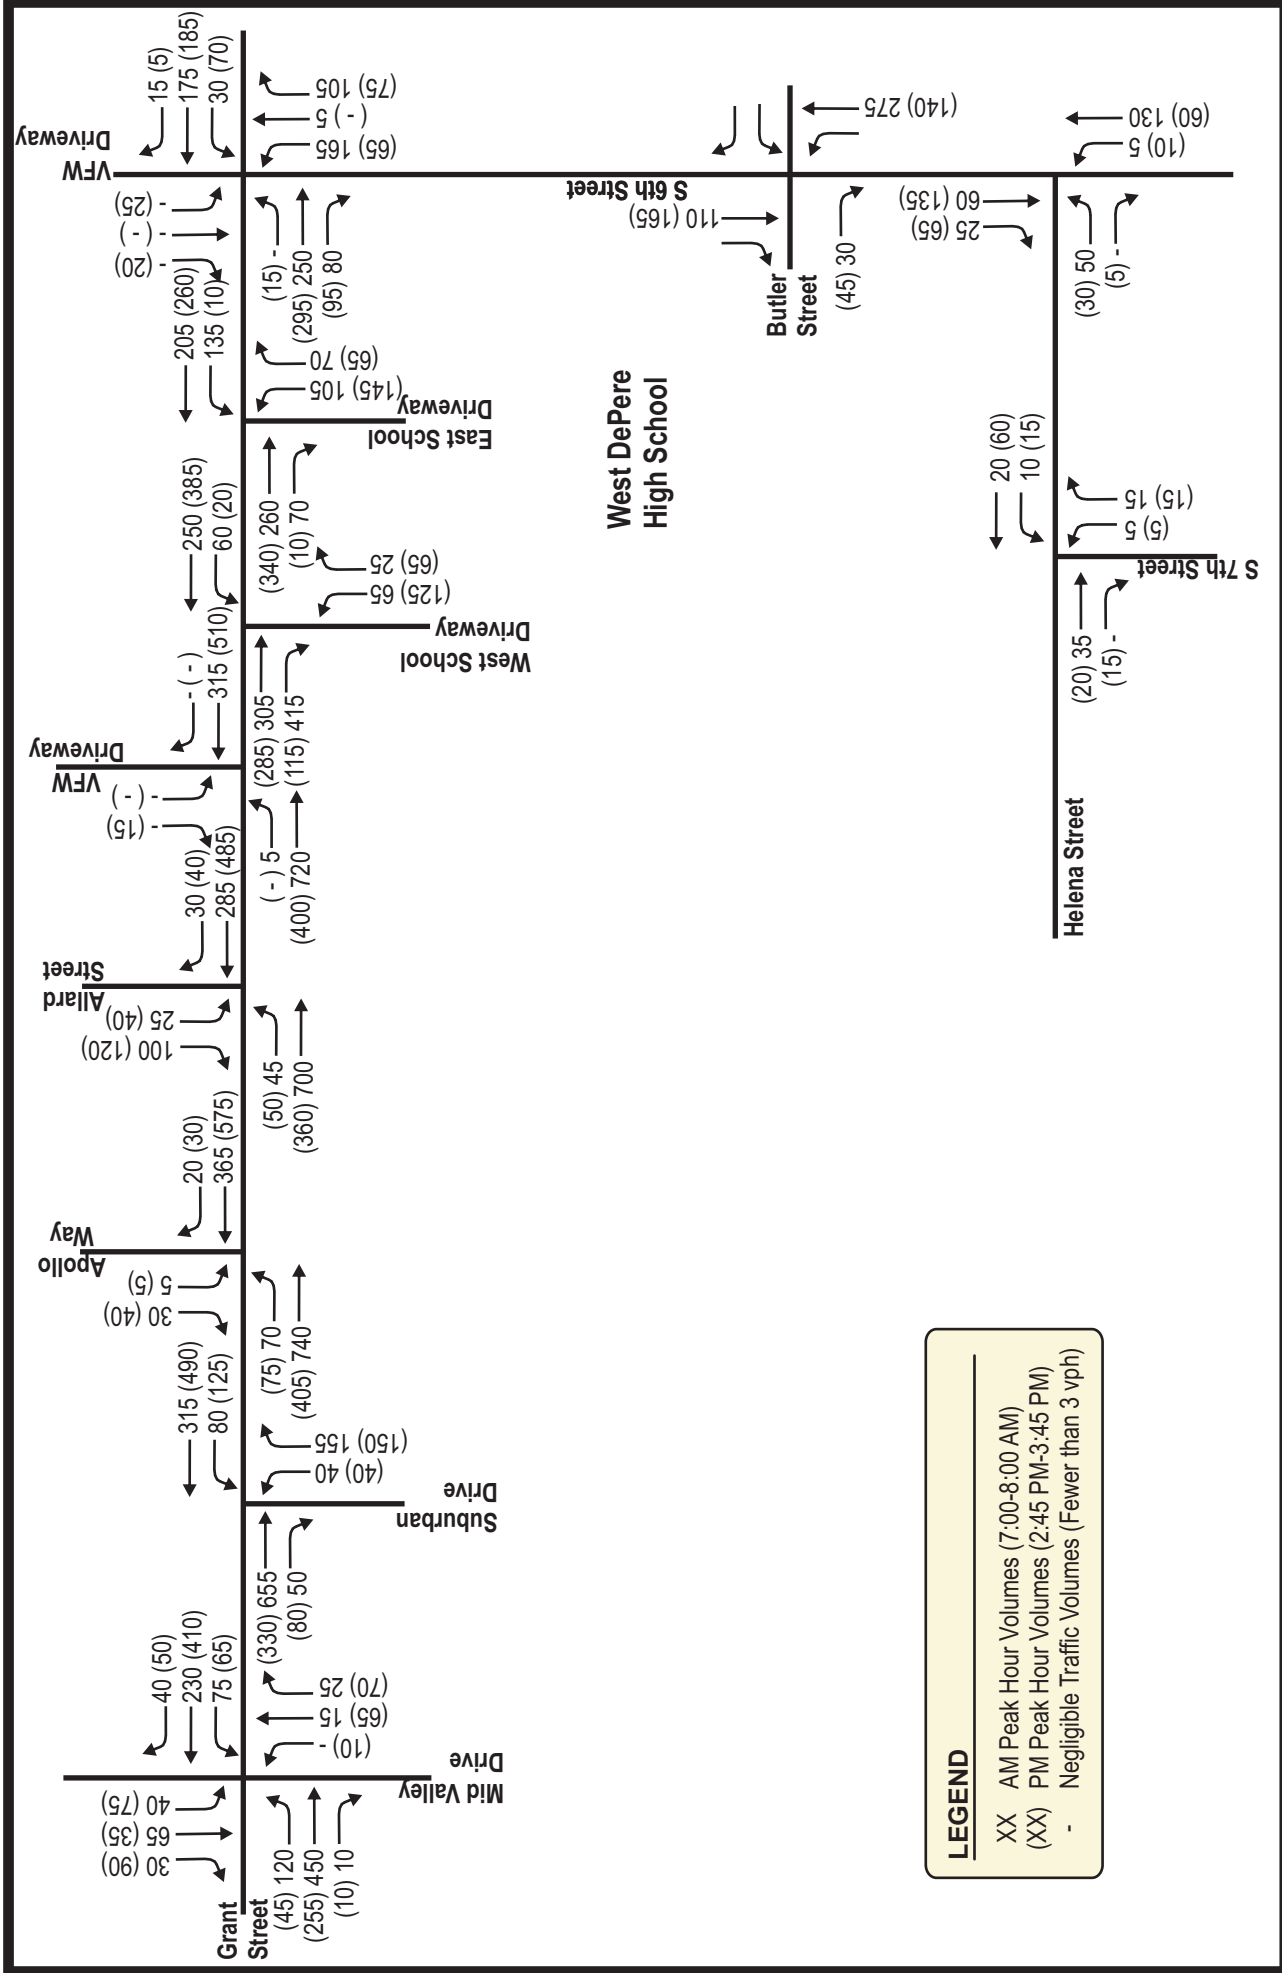 Grant
Street
30 (90)
65 (35)
40 (75)
40 (50)
230 (410)
75 (65)
(45) 120
(255) 450
(10) 10
(10) -
(65) 15
(70) 25
Mid Valley
Drive
315 (490)
80 (125)
(330) 655
(80) 50
(40) 40
(150) 155
Suburban
Drive
Apollo
Way
30 (40)
5 (5)
20 (30)
365 (575)
(75) 70
(405) 740
Allard
Street
100 (120)
25 (40)
30 (40)
285 (485)
(50) 45
(360) 700
VFW
Driveway
- (15)
- ( - )
- ( - )
315 (510)
( - ) 5
(400) 720
250 (385)
60 (20)
(285) 305
(115) 415
(125) 65
(65) 25
West School
Driveway
205 (260)
135 (10)
(340) 260
(10) 70
(145) 105
(65) 70
East School
Driveway
VFW
Driveway
- (20)
- ( - )
- (25)
15 (5)
175 (185)
30 (70)
(15) -
(295) 250
(95) 80
(65) 165
( - ) 5
(75) 105
West DePere
High School
S 6th Street
Butler
Street
110 (165)
(45) 30
(140) 275
Helena Street
20 (60)
10 (15)
(20) 35
(15) -
(5) 5
(15) 15
S 7th Street
25 (65)
60 (135)
(30) 50
(5) -
(10) 5
(60) 130
LEGEND
XX AM Peak Hour Volumes (7:00-8:00 AM)
(XX) PM Peak Hour Volumes (2:45 PM-3:45 PM)
- Negligible Traffic Volumes (Fewer than 3 vph)